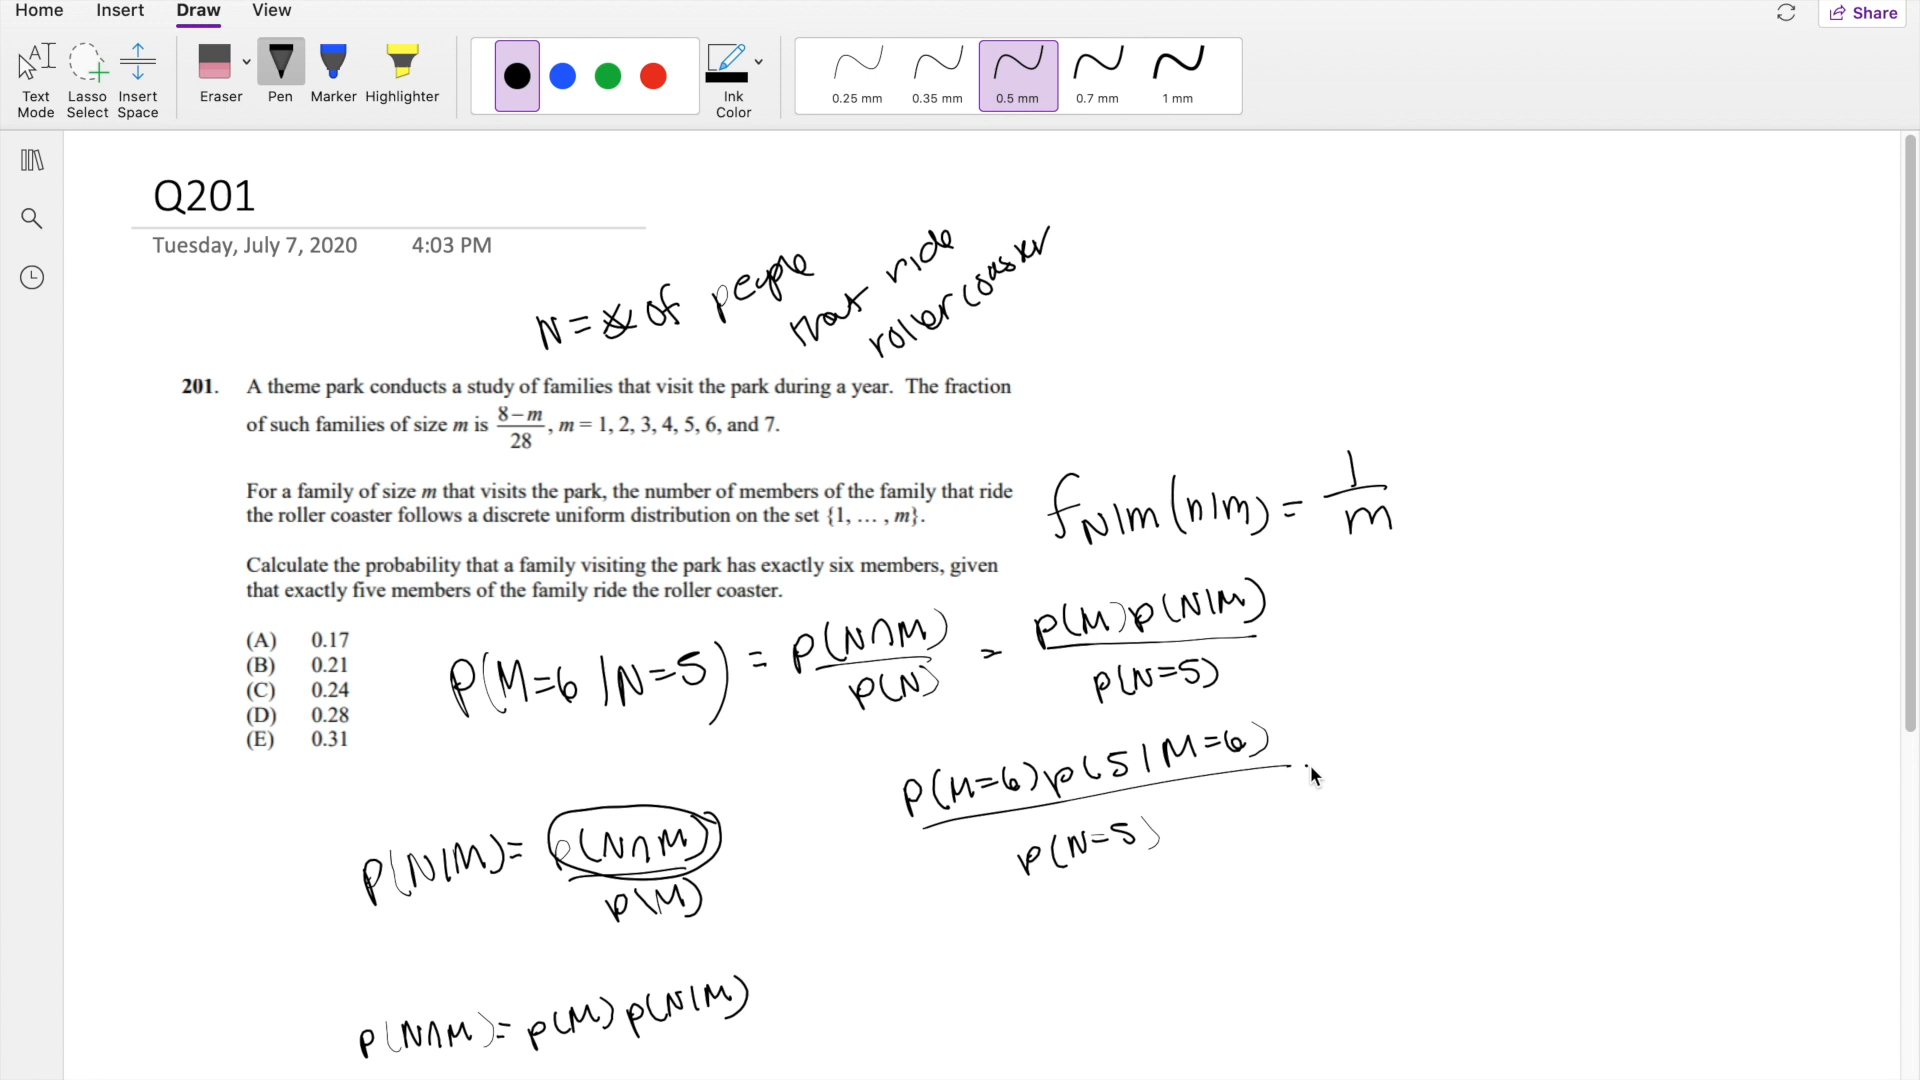 Home Insert Draw View
Share
Text Mode
Lasso Select
Insert Space
Eraser
Pen
Marker
Highlighter
Ink Color
0.25 mm
0.35 mm
0.5 mm
0.7 mm
1 mm
Q201
Tuesday, July 7, 2020 4:03 PM
N = # of people that ride roller coaster
201. A theme park conducts a study of families that visit the park during a year. The fraction
of such families of size m is (8-m)/28, m = 1, 2, 3, 4, 5, 6, and 7.
For a family of size m that visits the park, the number of members of the family that ride
the roller coaster follows a discrete uniform distribution on the set {1, … , m}.
f_N|m(n|m) = 1/m
Calculate the probability that a family visiting the park has exactly six members, given
that exactly five members of the family ride the roller coaster.
(A) 0.17
(B) 0.21
(C) 0.24
(D) 0.28
(E) 0.31
P(M=6 | N=5) = P(N∩M)/P(N) = P(M)P(N|M)/P(N=5)
P(M=6)P(5|M=6)/P(N=5)
P(N|M) = P(N∩M)/P(M)
P(N∩M) = P(M)P(N|M)